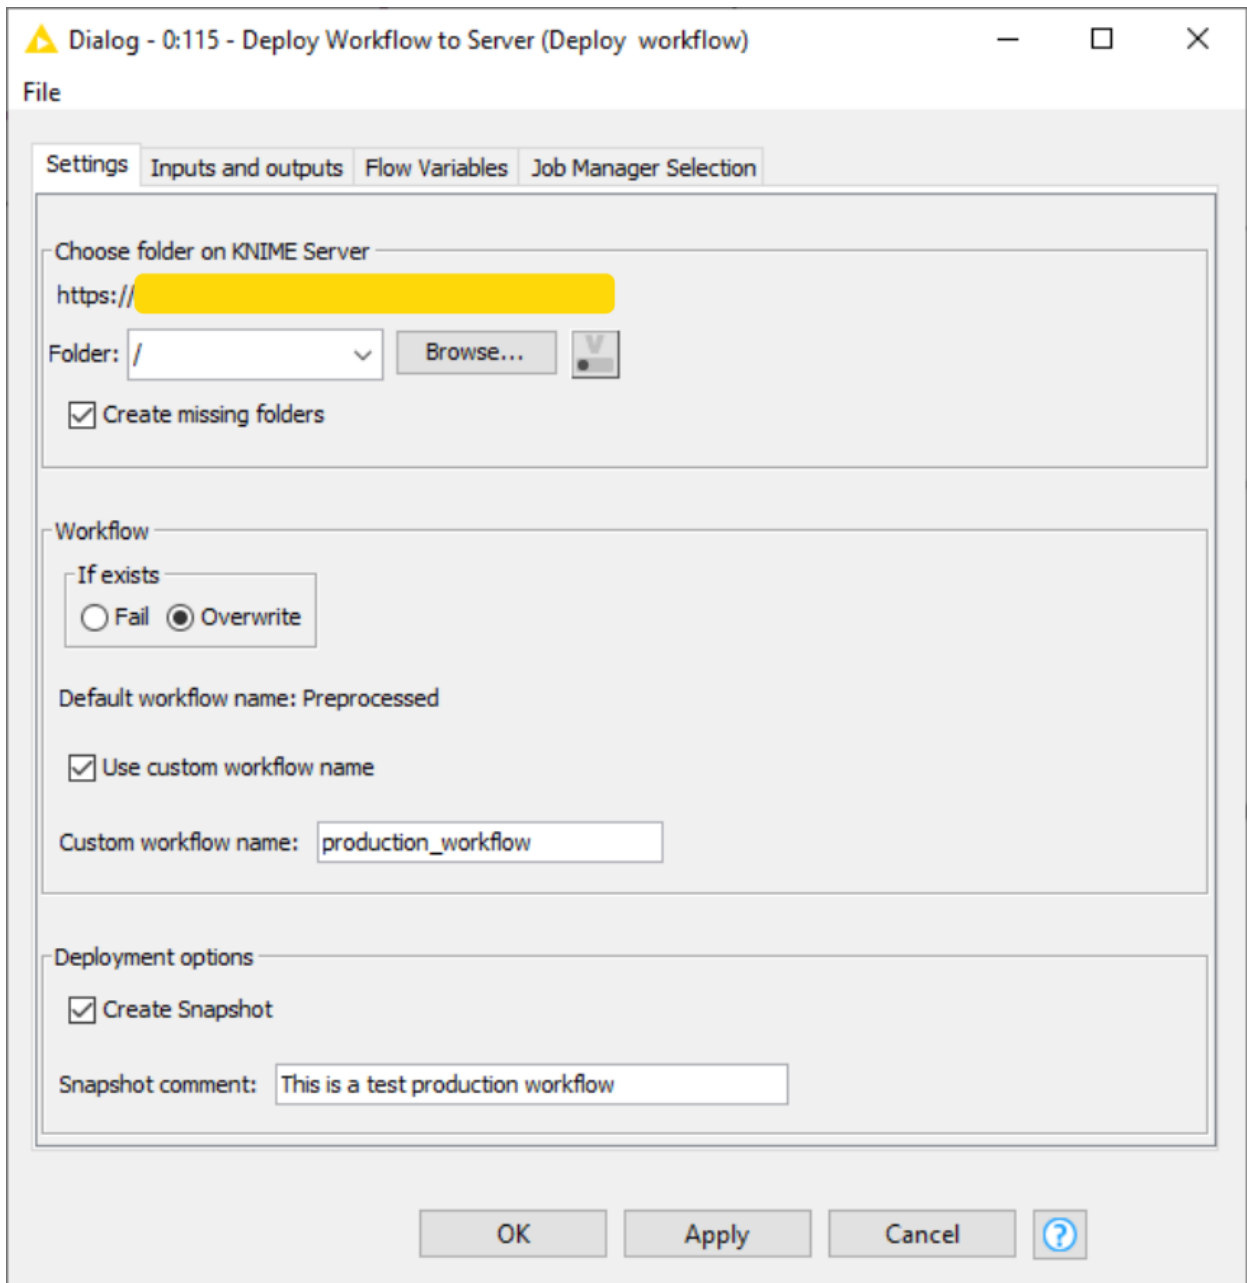 Dialog - 0:115 - Deploy Workflow to Server (Deploy  workflow)
File
Settings Inputs and outputs Flow Variables Job Manager Selection
Choose folder on KNIME Server
https://
Folder: / Browse... V
Create missing folders
Workflow
If exists
Fail Overwrite
Default workflow name: Preprocessed
Use custom workflow name
Custom workflow name: production_workflow
Deployment options
Create Snapshot
Snapshot comment: This is a test production workflow
OK Apply Cancel ?